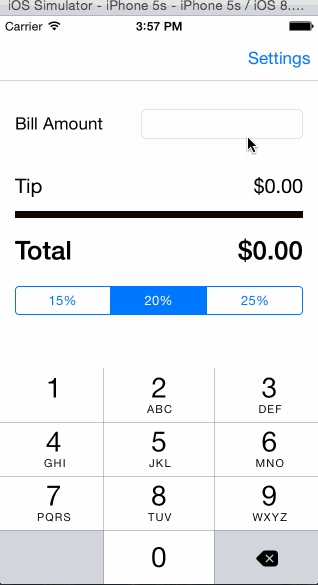 iOS Simulator - iPhone 5s - iPhone 5s / iOS 8....
Carrier 3:57 PM
Settings
Bill Amount
Tip $0.00
Total $0.00
15% 20% 25%
1 2 3
ABC DEF
4 5 6
GHI JKL MNO
7 8 9
PQRS TUV WXYZ
0